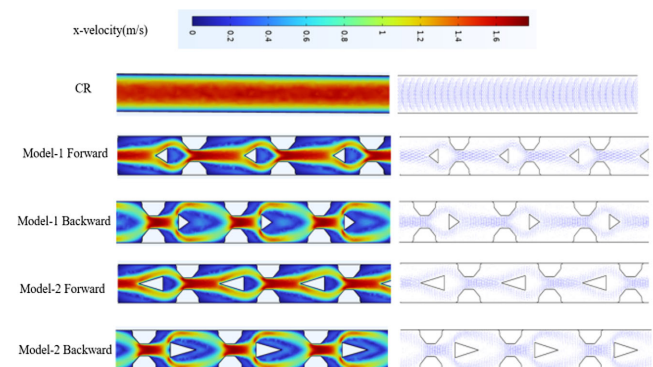 x-velocity(m/s)
0 0.2 0.4 0.6 0.8 1 1.2 1.4 1.6
CR
Model-1 Forward
Model-1 Backward
Model-2 Forward
Model-2 Backward